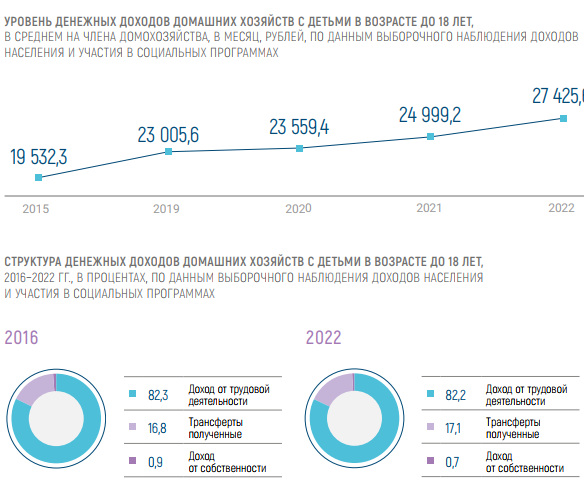 УРОВЕНЬ ДЕНЕЖНЫХ ДОХОДОВ ДОМАШНИХ ХОЗЯЙСТВ С ДЕТЬМИ В ВОЗРАСТЕ ДО 18 ЛЕТ,
В СРЕДНЕМ НА ЧЛЕНА ДОМОХОЗЯЙСТВА, В МЕСЯЦ, РУБЛЕЙ, ПО ДАННЫМ ВЫБОРОЧНОГО НАБЛЮДЕНИЯ ДОХОДОВ
НАСЕЛЕНИЯ И УЧАСТИЯ В СОЦИАЛЬНЫХ ПРОГРАММАХ
19 532,3
23 005,6
23 559,4
24 999,2
27 425,
2015
2019
2020
2021
2022
СТРУКТУРА ДЕНЕЖНЫХ ДОХОДОВ ДОМАШНИХ ХОЗЯЙСТВ С ДЕТЬМИ В ВОЗРАСТЕ ДО 18 ЛЕТ,
2016–2022 ГГ., В ПРОЦЕНТАХ, ПО ДАННЫМ ВЫБОРОЧНОГО НАБЛЮДЕНИЯ ДОХОДОВ НАСЕЛЕНИЯ
И УЧАСТИЯ В СОЦИАЛЬНЫХ ПРОГРАММАХ
2016
82,3 Доход от трудовой
деятельности
16,8 Трансферты
полученные
0,9 Доход
от собственности
2022
82,2 Доход от трудовой
деятельности
17,1 Трансферты
полученные
0,7 Доход
от собственности